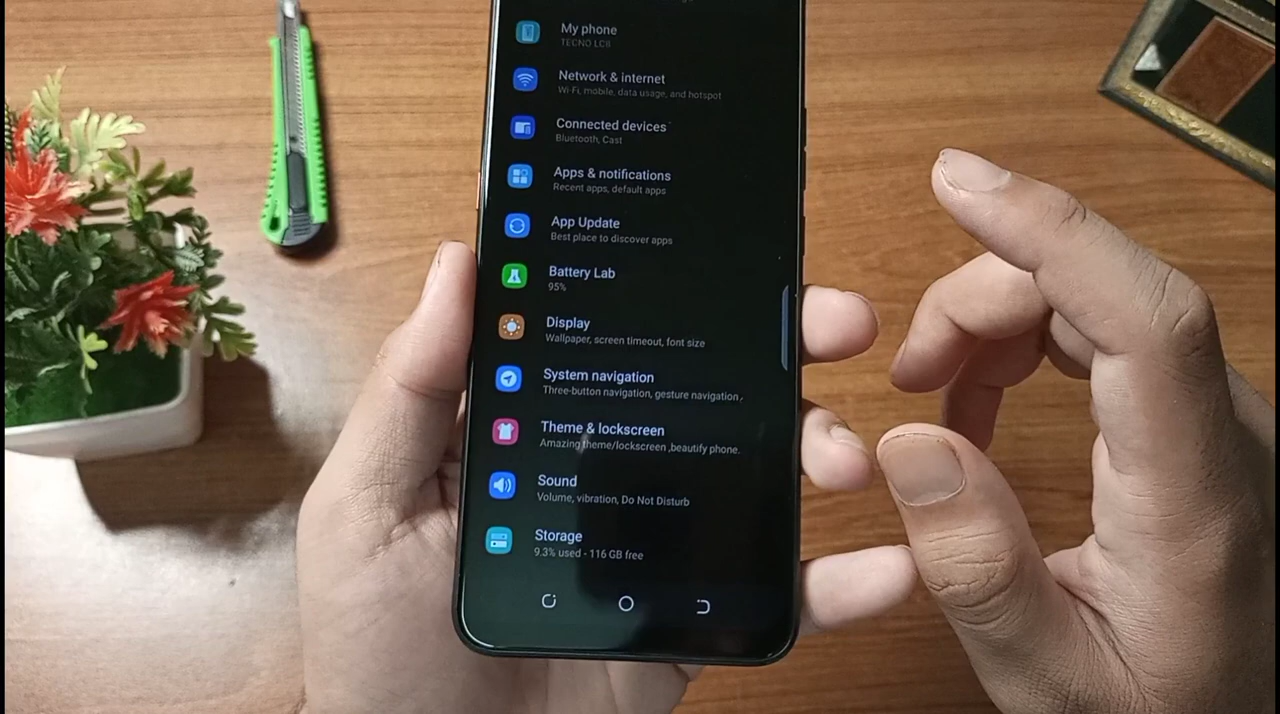 My phone
TECNO LC8
Network & internet
Wi-Fi, mobile, data usage, and hotspot
Connected devices
Bluetooth, Cast
Apps & notifications
Recent apps, default apps
App Update
Best place to discover apps
Battery Lab
95%
Display
Wallpaper, screen timeout, font size
System navigation
Three-button navigation, gesture navigation,
Theme & lockscreen
Amazing theme/lockscreen ,beautify phone.
Sound
Volume, vibration, Do Not Disturb
Storage
9.3% used - 116 GB free